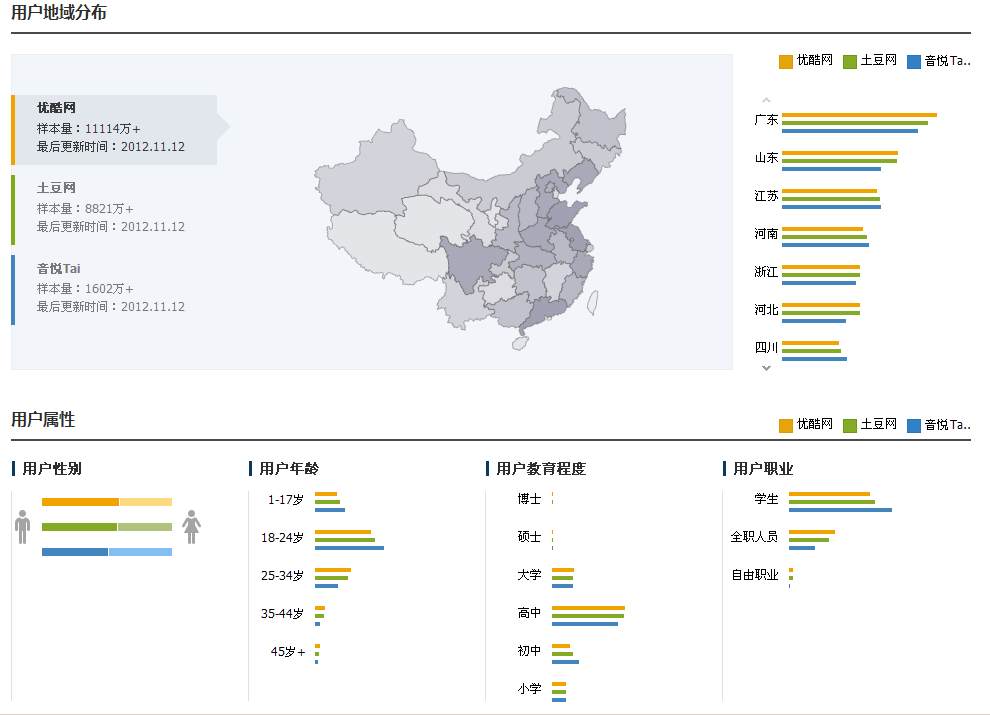 用户地域分布
优酷网 土豆网 音悦Ta..
优酷网
样本量：11114万+
最后更新时间：2012.11.12
土豆网
样本量：8821万+
最后更新时间：2012.11.12
音悦Tai
样本量：1602万+
最后更新时间：2012.11.12
广东
山东
江苏
河南
浙江
河北
四川
用户属性
优酷网 土豆网 音悦Ta..
用户性别
用户年龄
1-17岁
18-24岁
25-34岁
35-44岁
45岁+
用户教育程度
博士
硕士
大学
高中
初中
小学
用户职业
学生
全职人员
自由职业